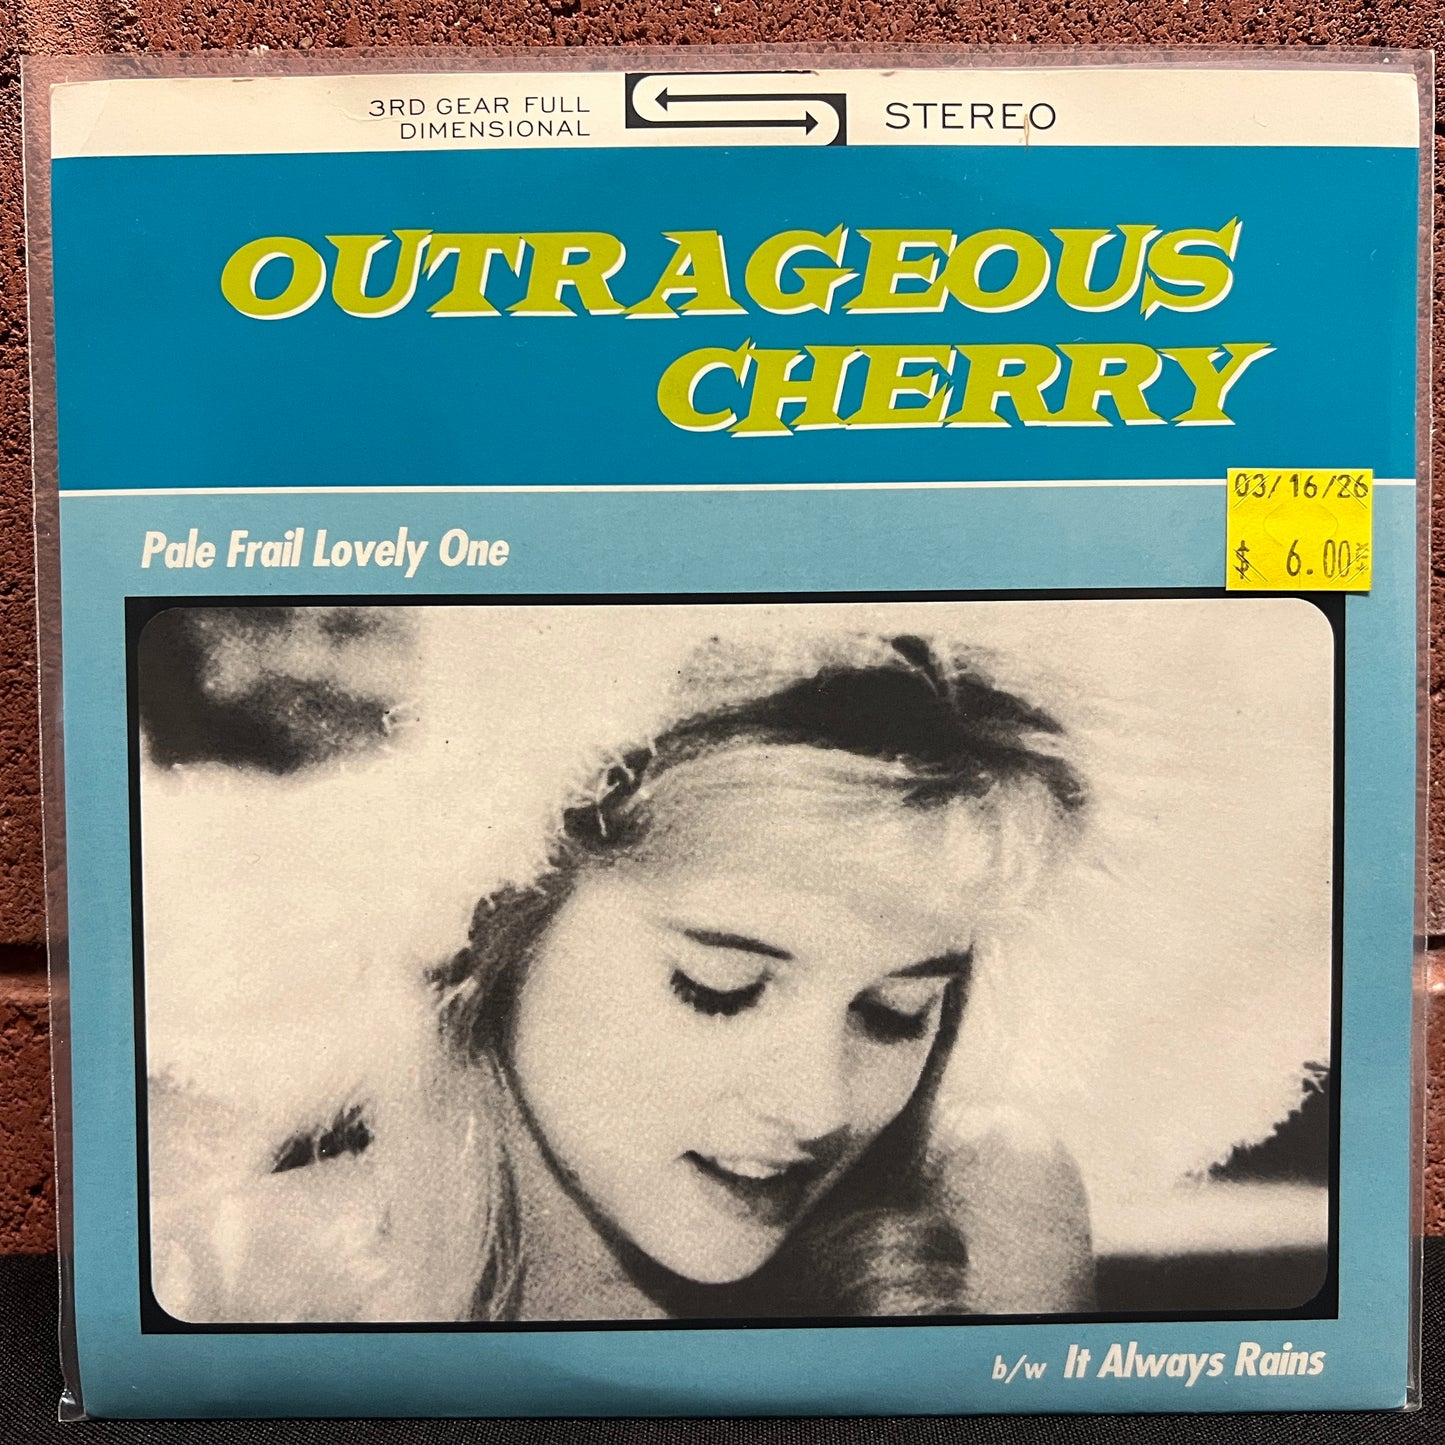 3RD GEAR FULL
DIMENSIONAL
STEREO
OUTRAGEOUS
CHERRY
03/16/26
$ 6.00
Pale Frail Lovely One
b/w It Always Rains